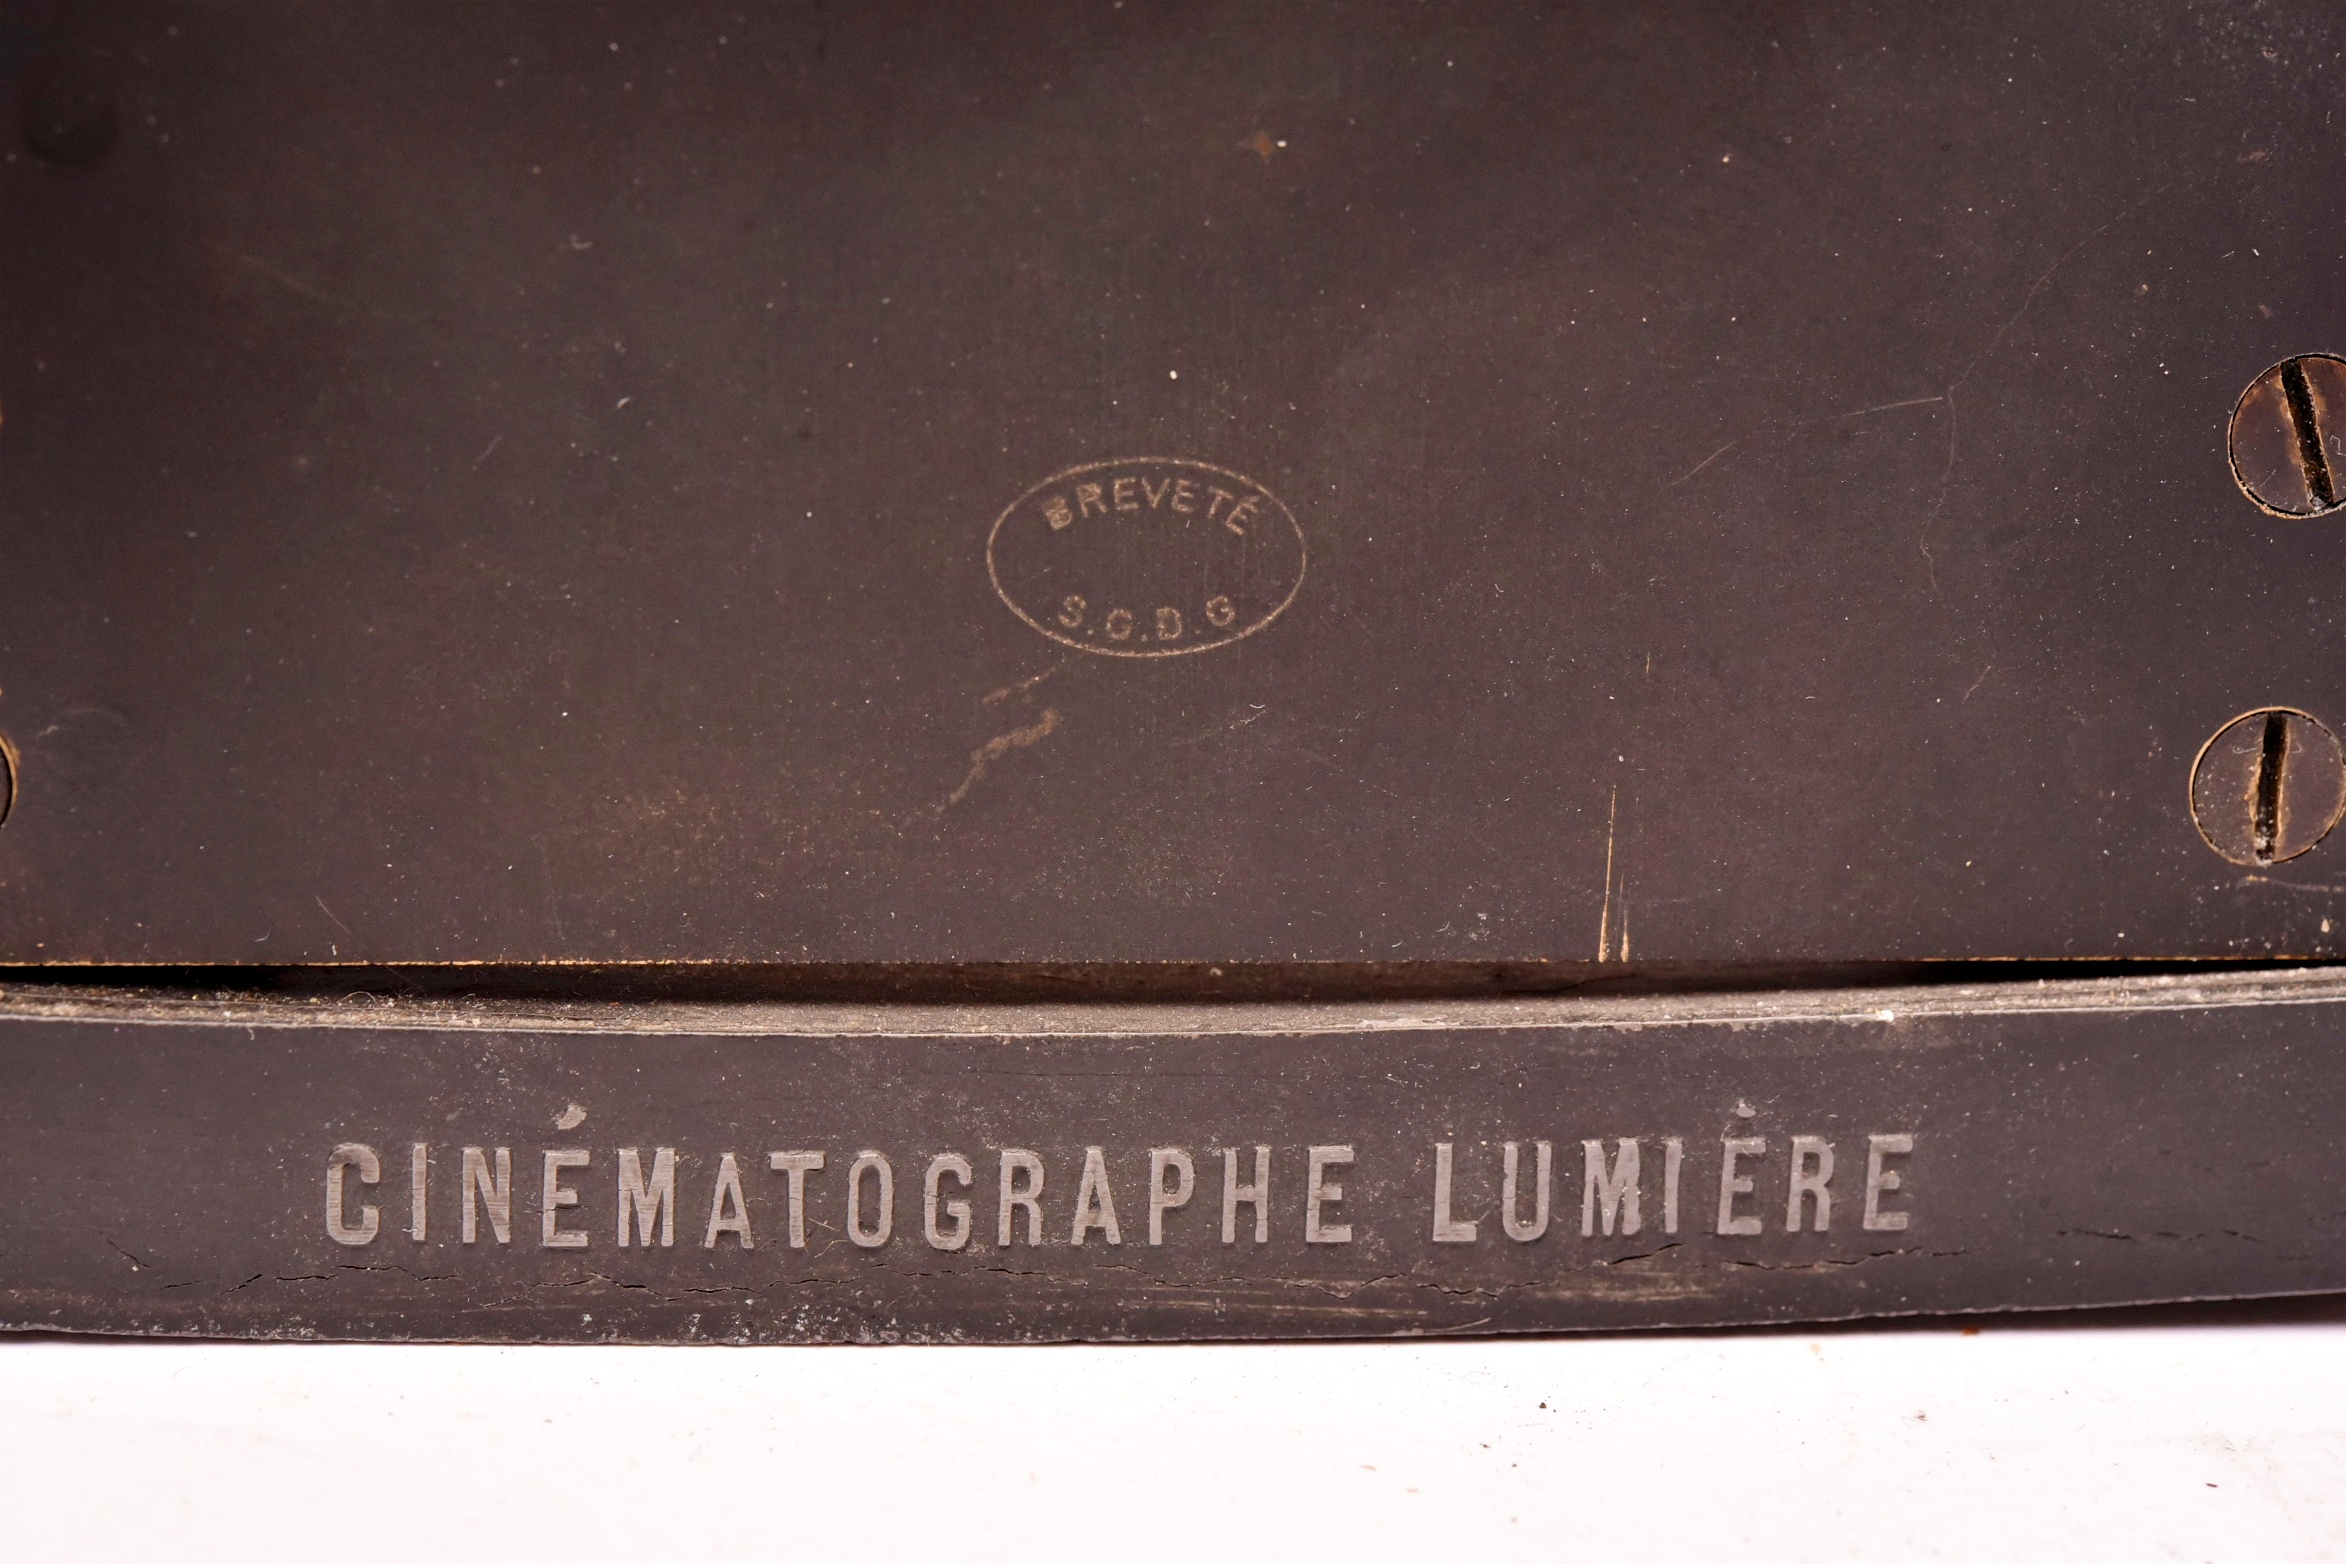 BREVETÉ
S.G.D.G
CINÉMATOGRAPHE LUMIÈRE